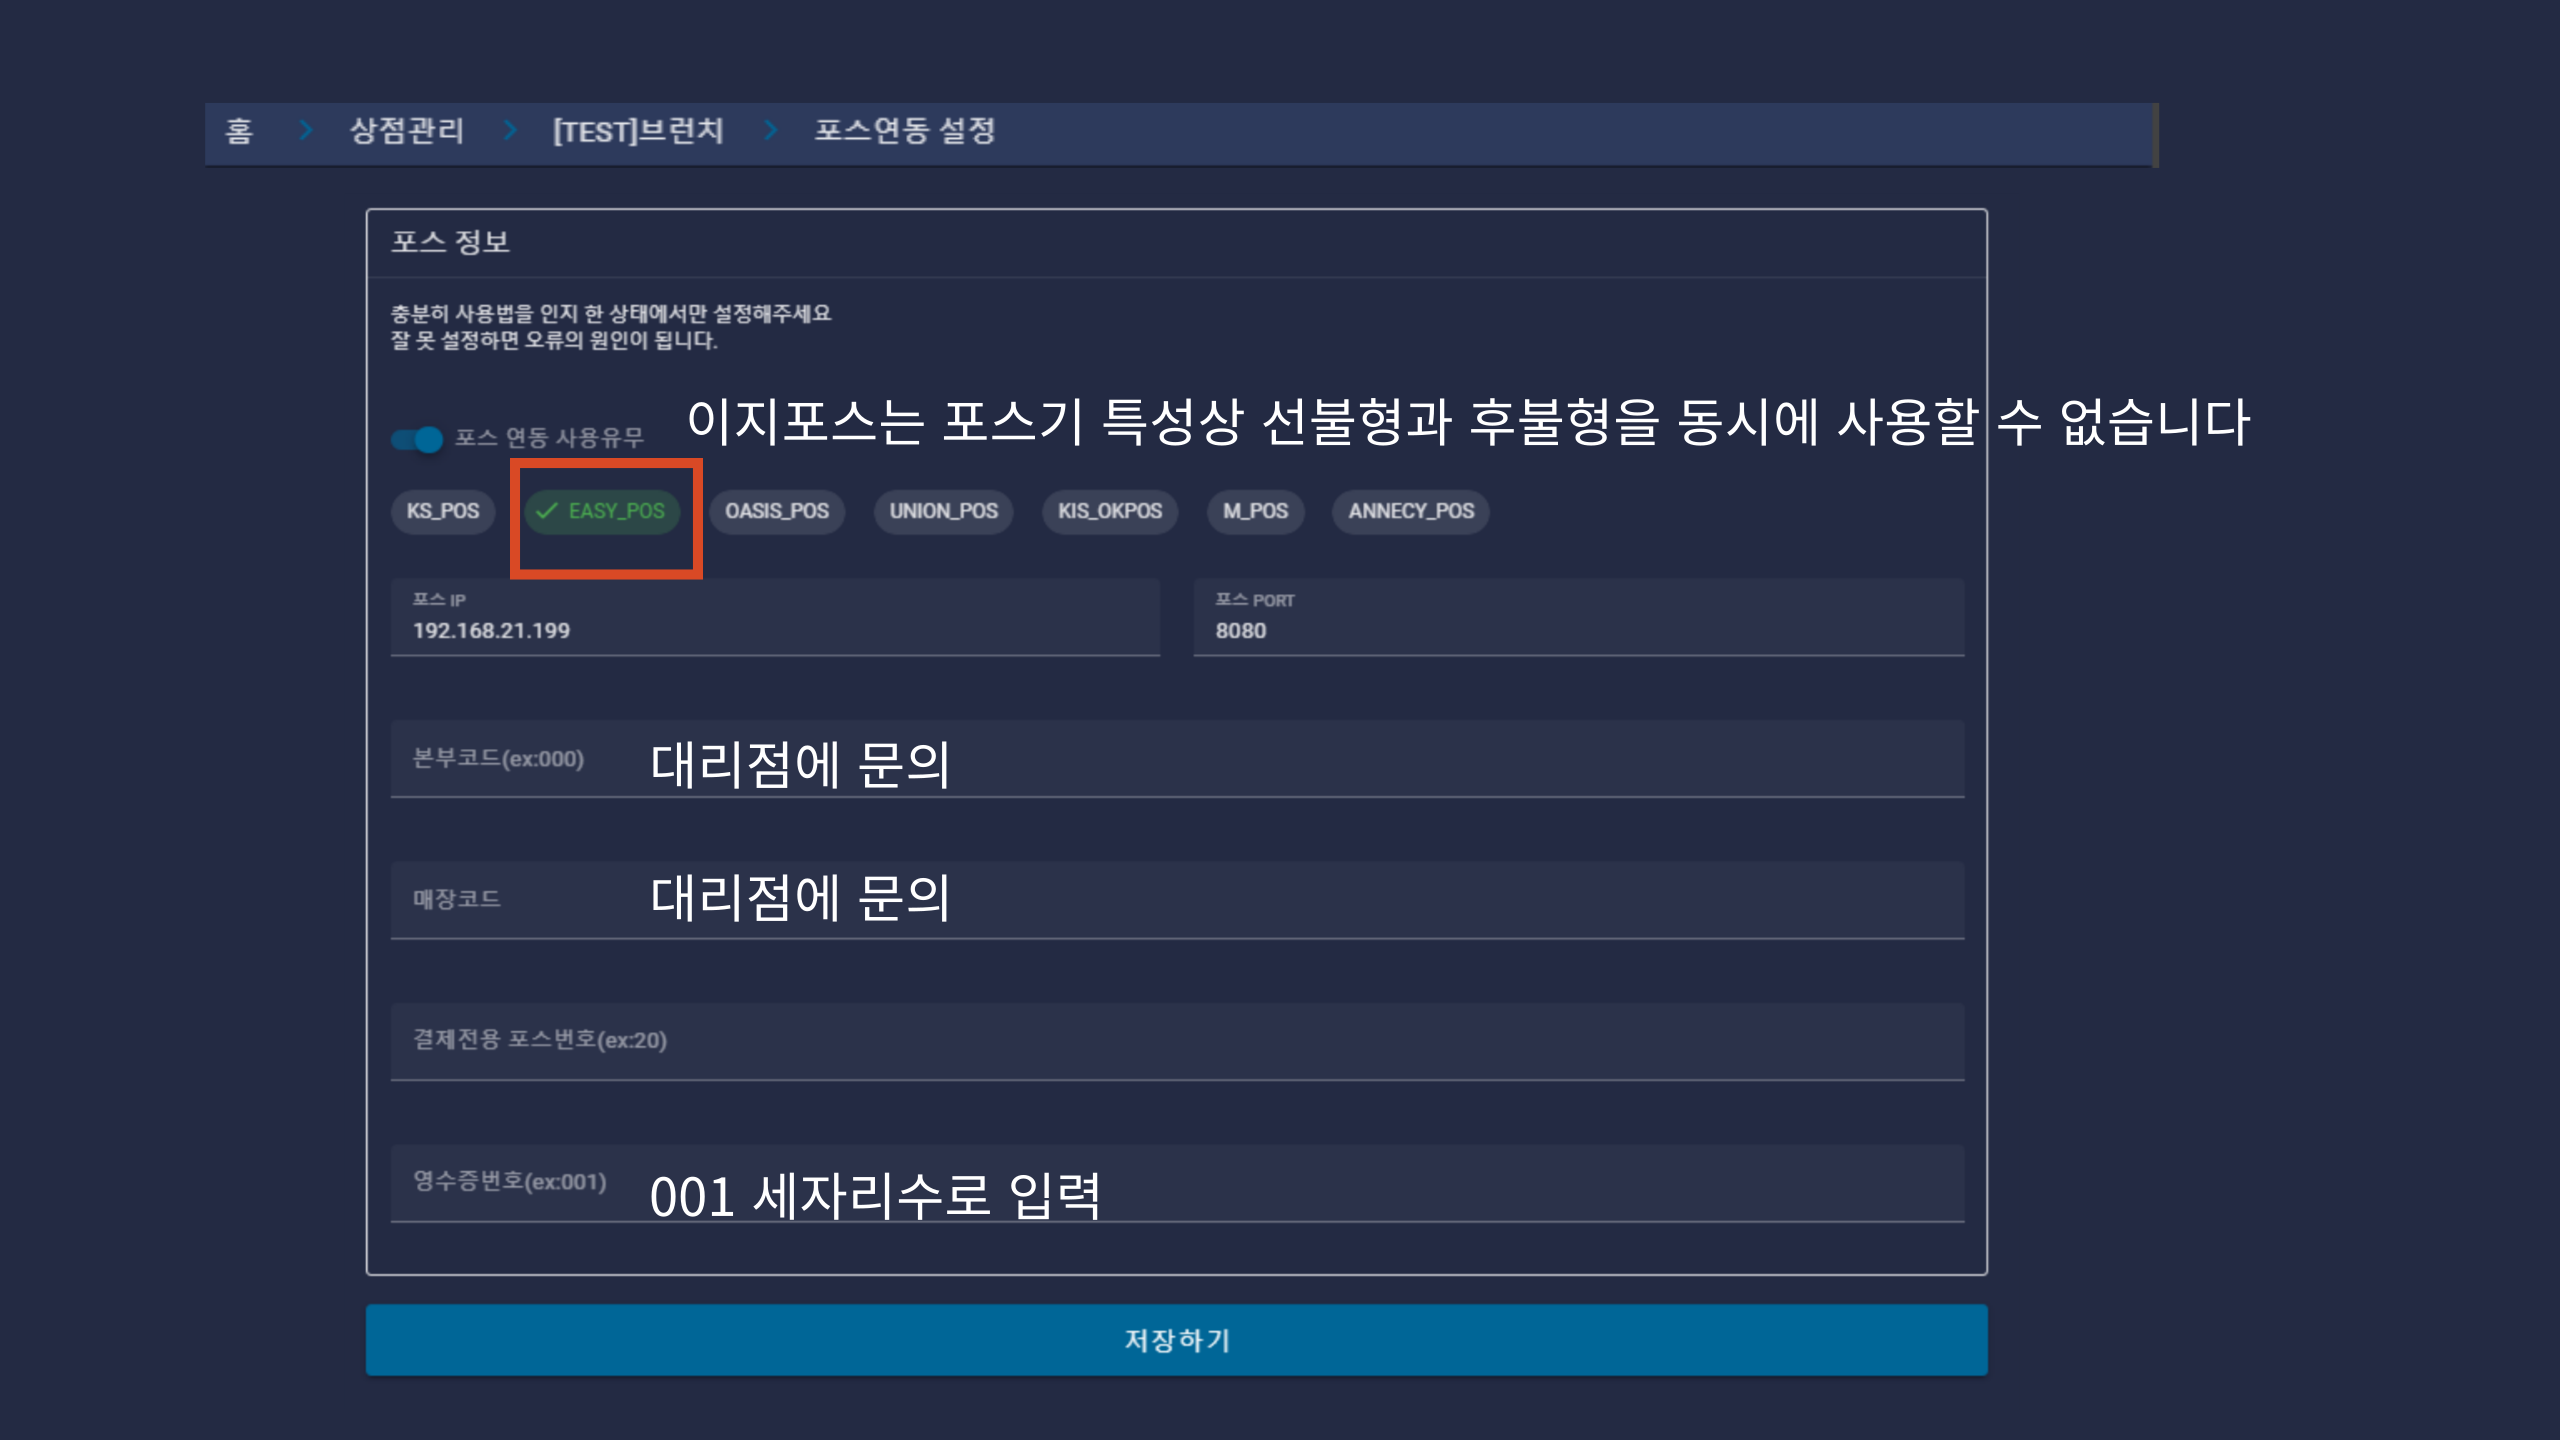 홈 > 상점관리 > [TEST]브런치 > 포스연동 설정
포스 정보
충분히 사용법을 인지 한 상태에서만 설정해주세요
잘 못 설정하면 오류의 원인이 됩니다.
이지포스는 포스기 특성상 선불형과 후불형을 동시에 사용할 수 없습니다
포스 연동 사용유무
KS_POS EASY_POS OASIS_POS UNION_POS KIS_OKPOS M_POS ANNECY_POS
포스 IP 포스 PORT
192.168.21.199 8080
본부코드(ex:000) 대리점에 문의
매장코드 대리점에 문의
결제전용 포스번호(ex:20)
영수증번호(ex:001) 001 세자리수로 입력
저장하기